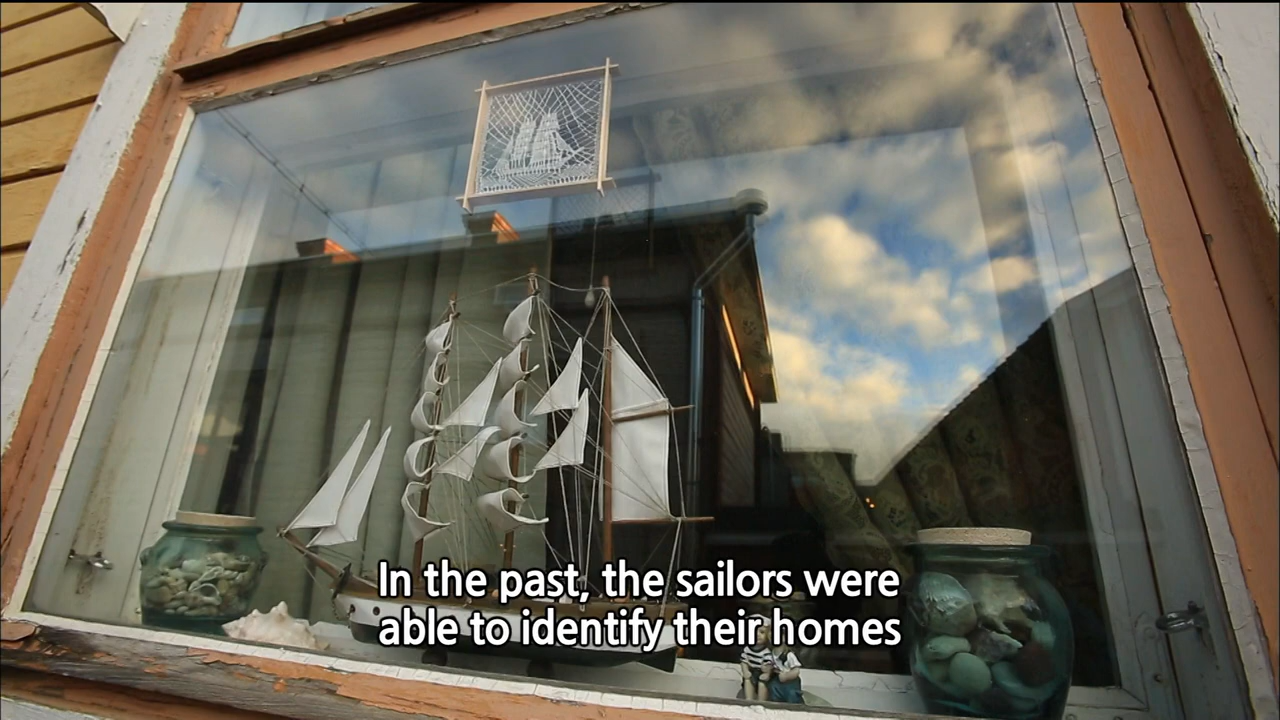 In the past, the sailors were
able to identify their homes